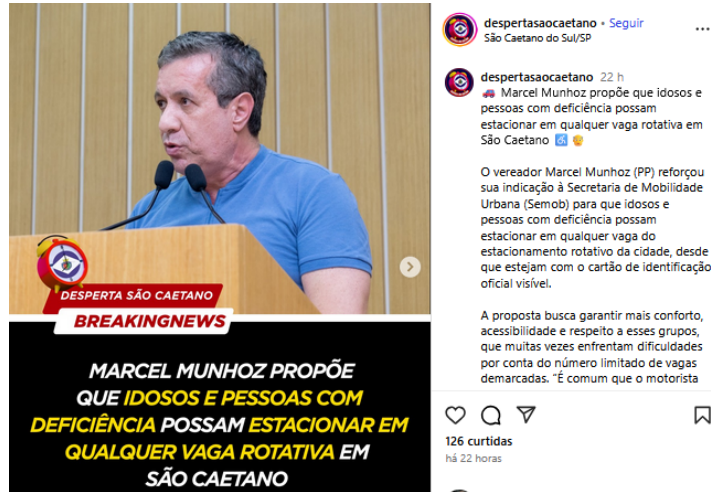 DESPERTA SÃO CAETANO
BREAKINGNEWS
MARCEL MUNHOZ PROPÕE
QUE IDOSOS E PESSOAS COM
DEFICIÊNCIA POSSAM ESTACIONAR EM
QUALQUER VAGA ROTATIVA EM
SÃO CAETANO
despertasaocaetano • Seguir
São Caetano do Sul/SP
despertasaocaetano 22 h
🚗 Marcel Munhoz propõe que idosos e
pessoas com deficiência possam
estacionar em qualquer vaga rotativa em
São Caetano ♿ 👴
O vereador Marcel Munhoz (PP) reforçou
sua indicação à Secretaria de Mobilidade
Urbana (Semob) para que idosos e
pessoas com deficiência possam
estacionar em qualquer vaga do
estacionamento rotativo da cidade, desde
que estejam com o cartão de identificação
oficial visível.
A proposta busca garantir mais conforto,
acessibilidade e respeito a esses grupos,
que muitas vezes enfrentam dificuldades
por conta do número limitado de vagas
demarcadas. “É comum que o motorista
126 curtidas
há 22 horas